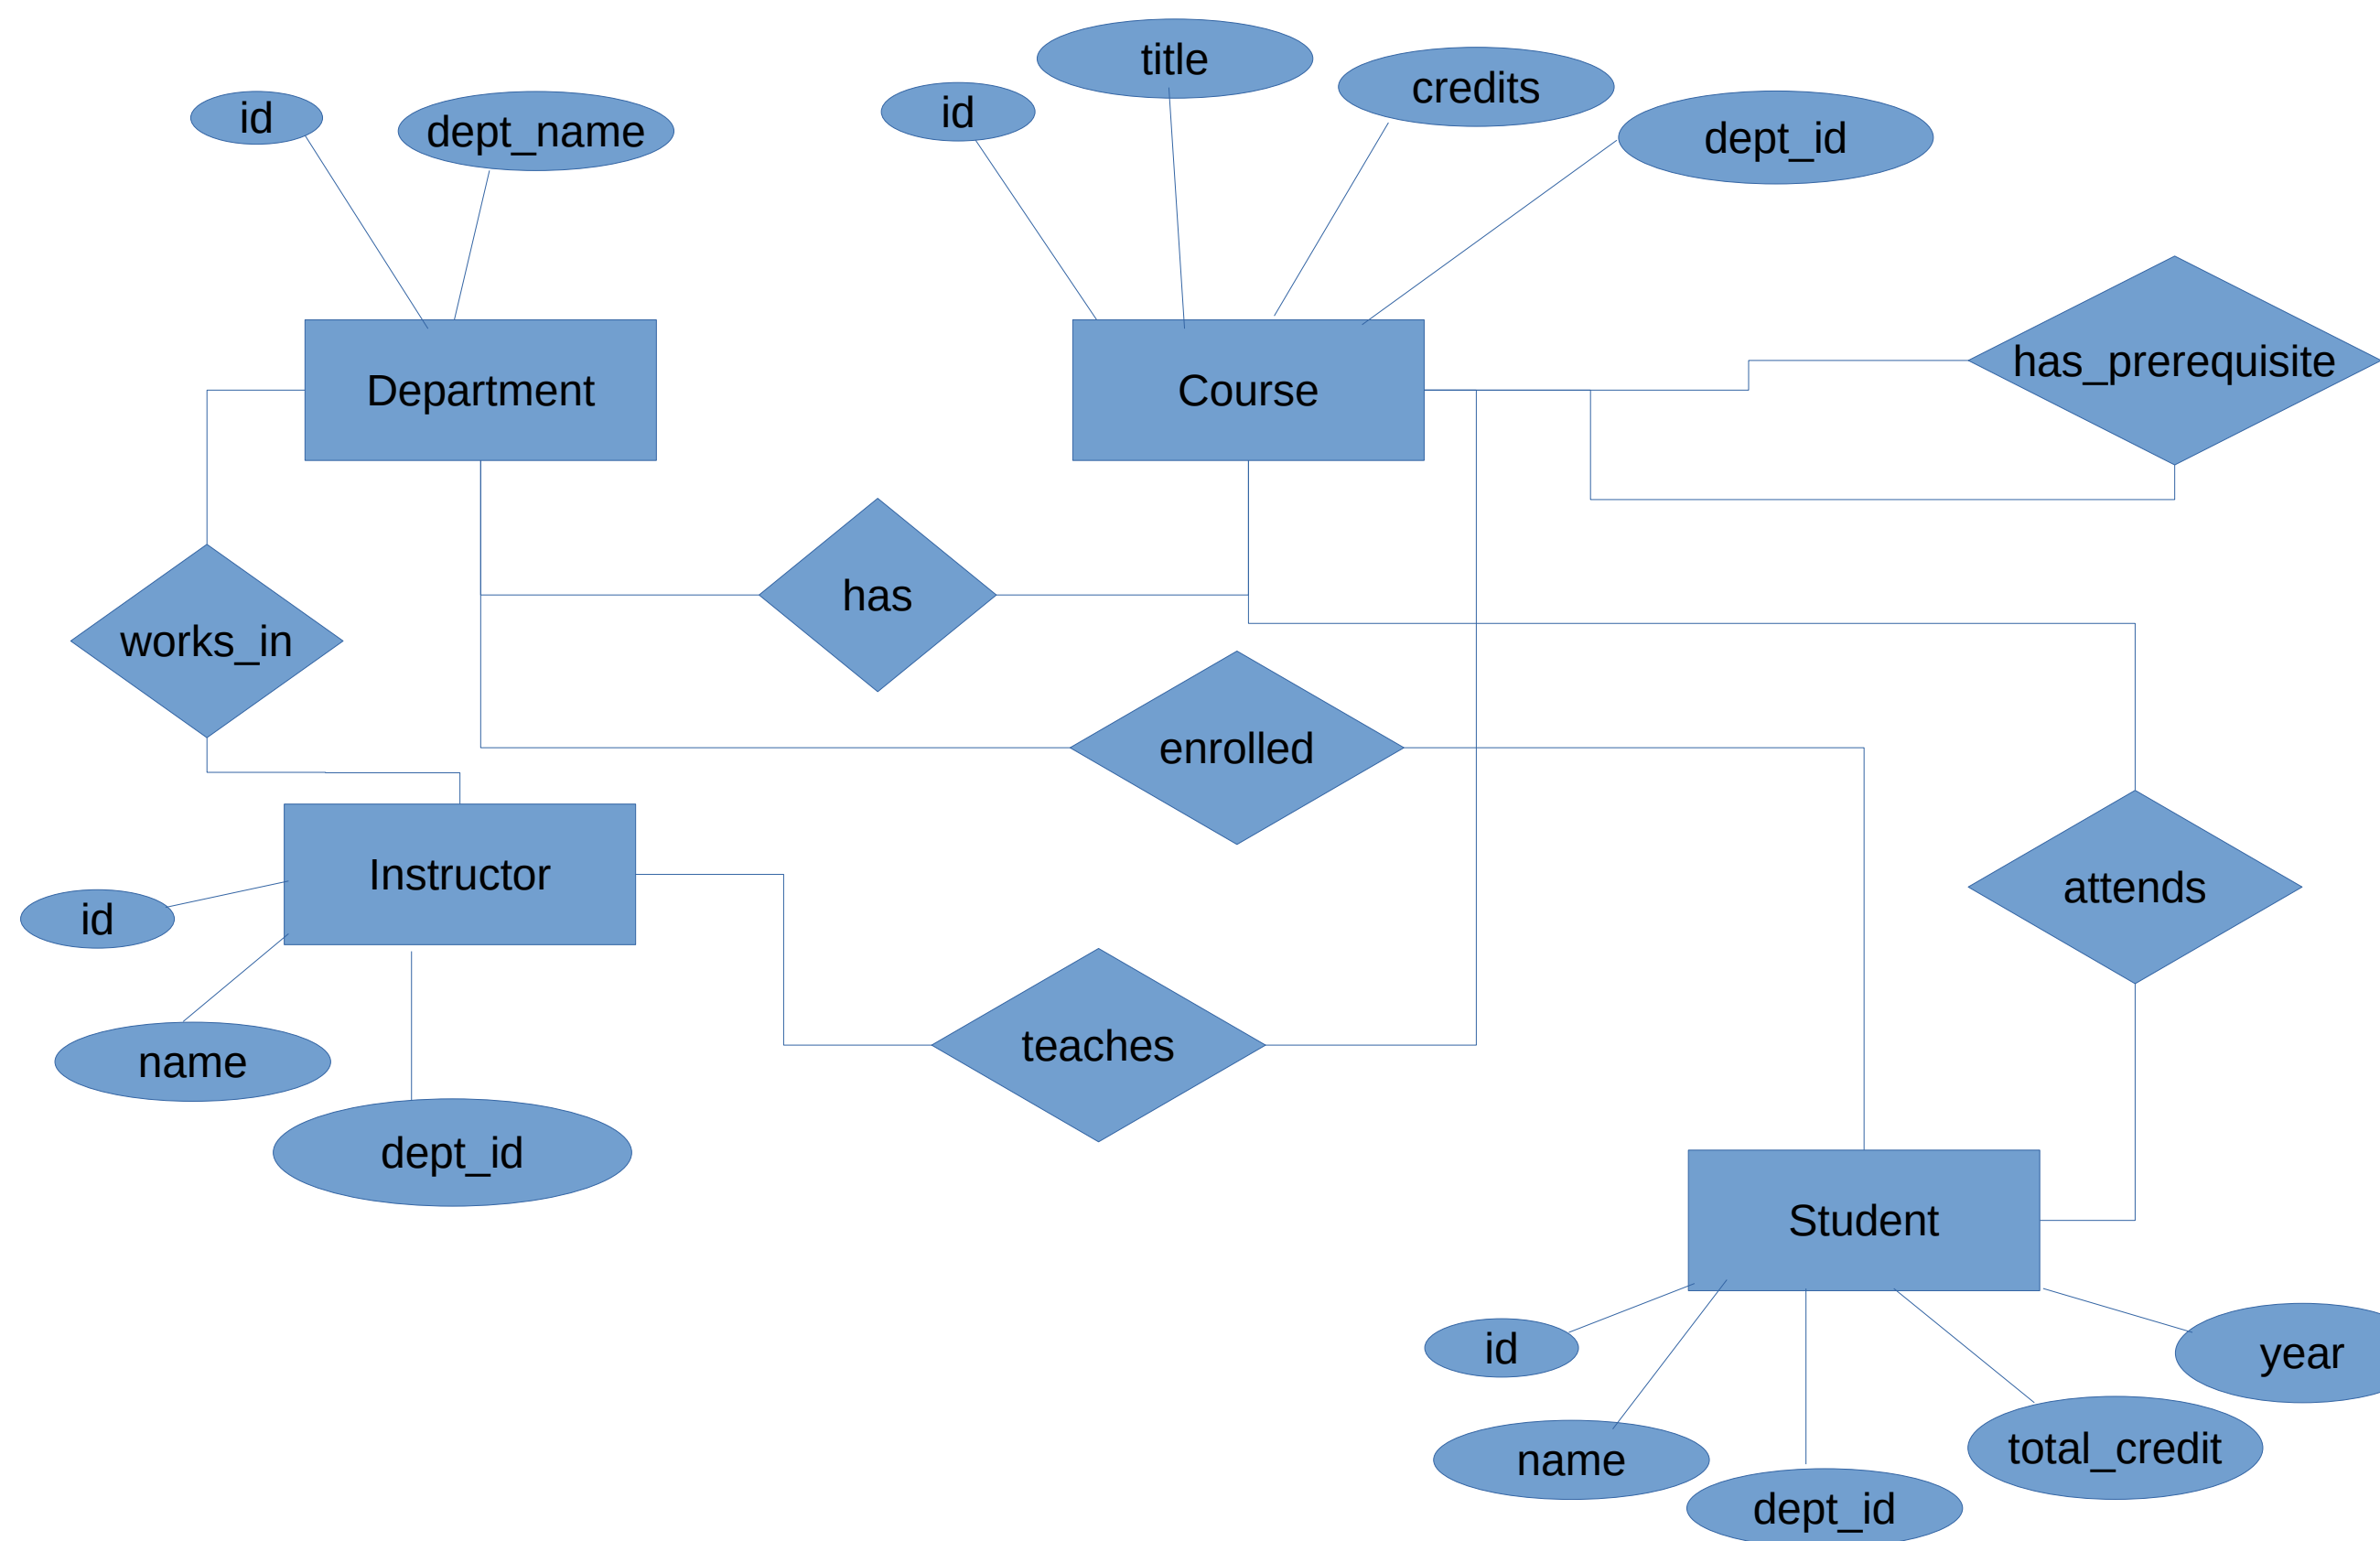 title
credits
id
id
dept_name
dept_id
Department
Course
has_prerequisite
has
works_in
enrolled
Instructor
attends
id
teaches
name
dept_id
Student
id
year
name
total_credit
dept_id